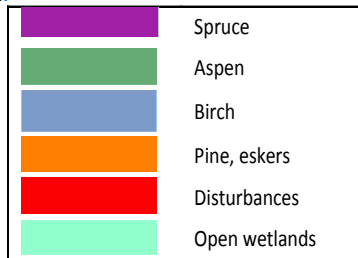 Spruce
Aspen
Birch
Pine, eskers
Disturbances
Open wetlands